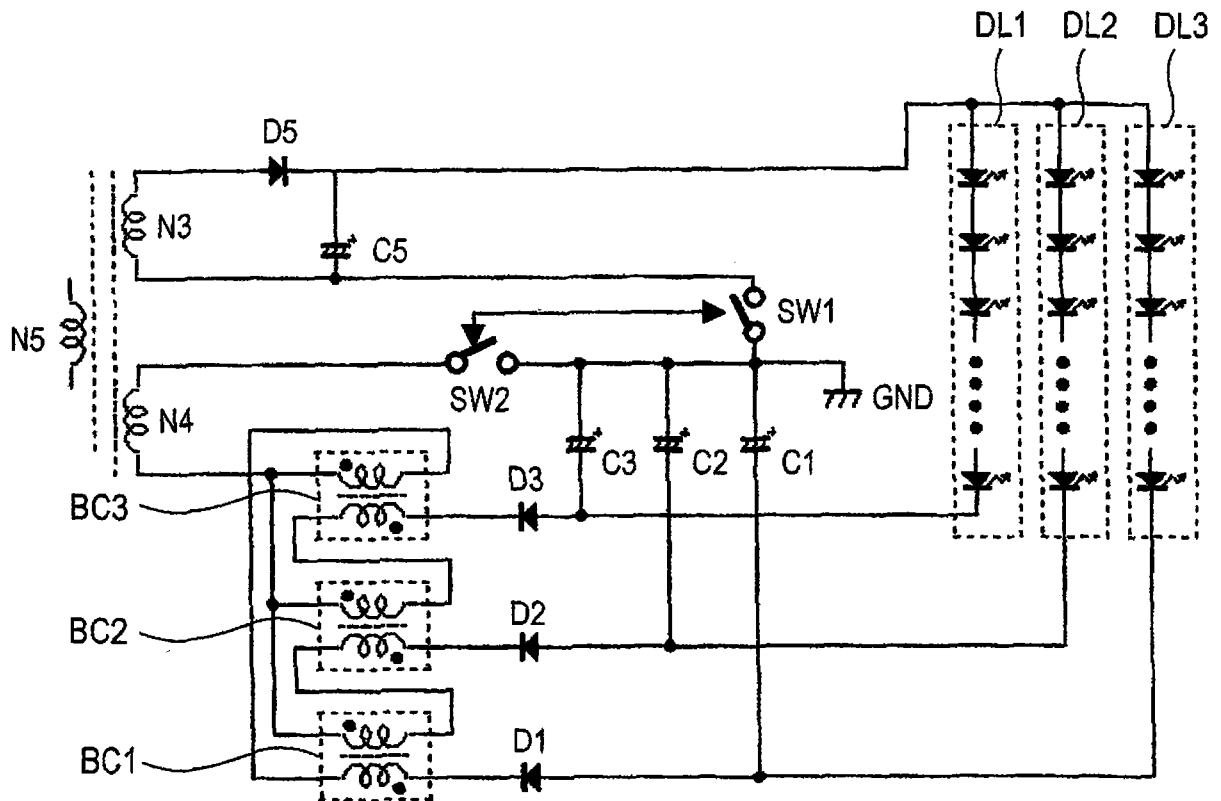 DL1 DL2 DL3
D5
N3
C5
SW1
N5
SW2
GND
N4
C3 C2 C1
BC3
D3
BC2
D2
BC1
D1